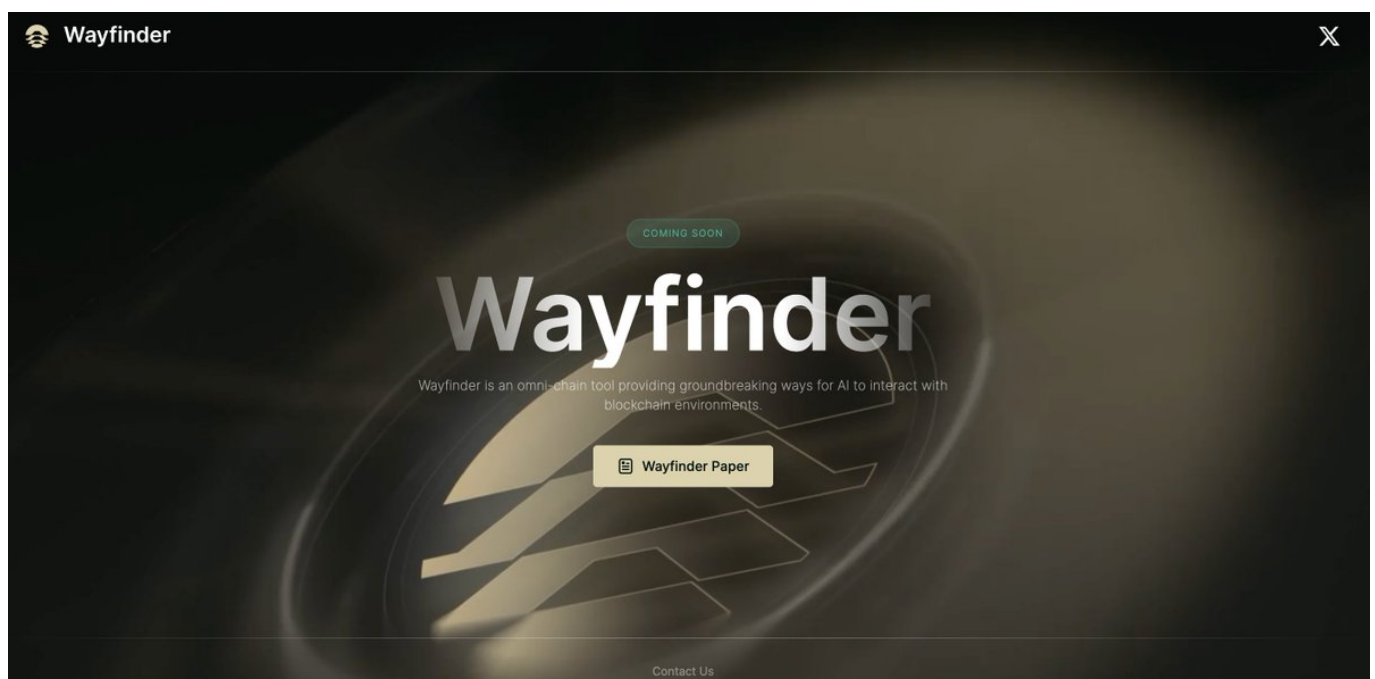 Wayfinder
COMING SOON
Wayfinder
Wayfinder is an omni-chain tool providing groundbreaking ways for AI to interact with
blockchain environments.
Wayfinder Paper
Contact Us